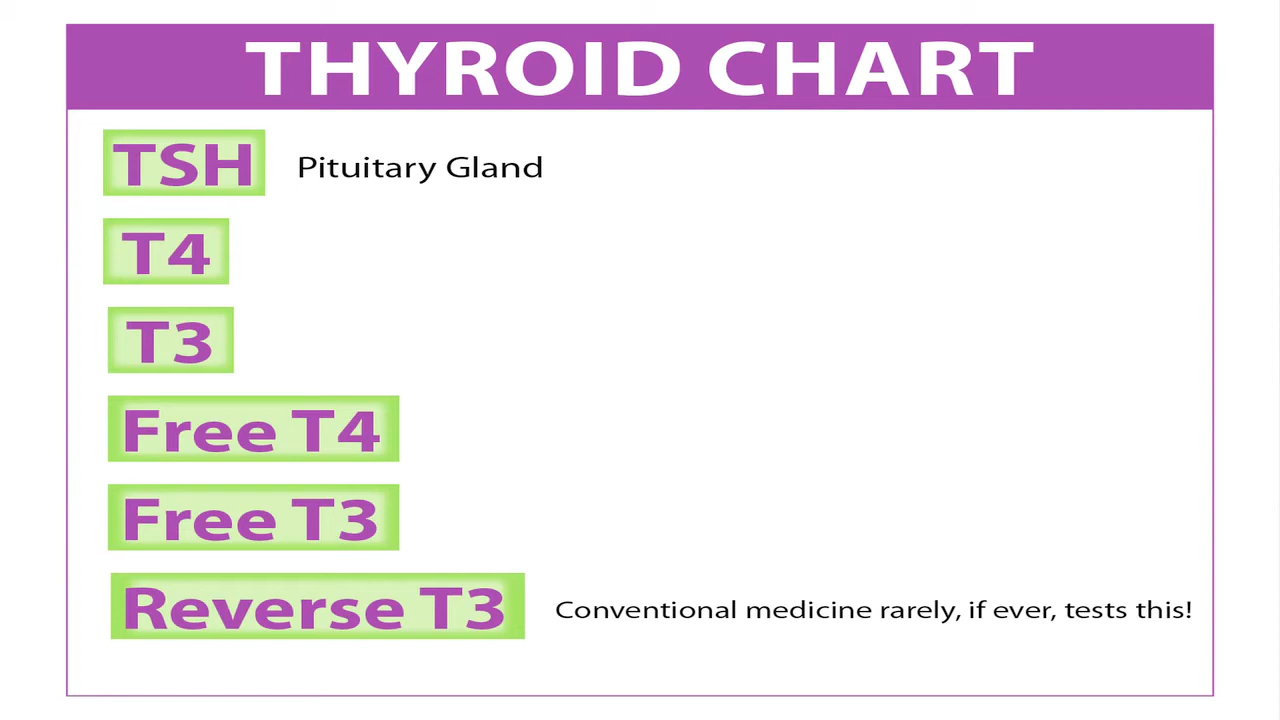 THYROID CHART
TSH Pituitary Gland
T4
T3
Free T4
Free T3
Reverse T3 Conventional medicine rarely, if ever, tests this!